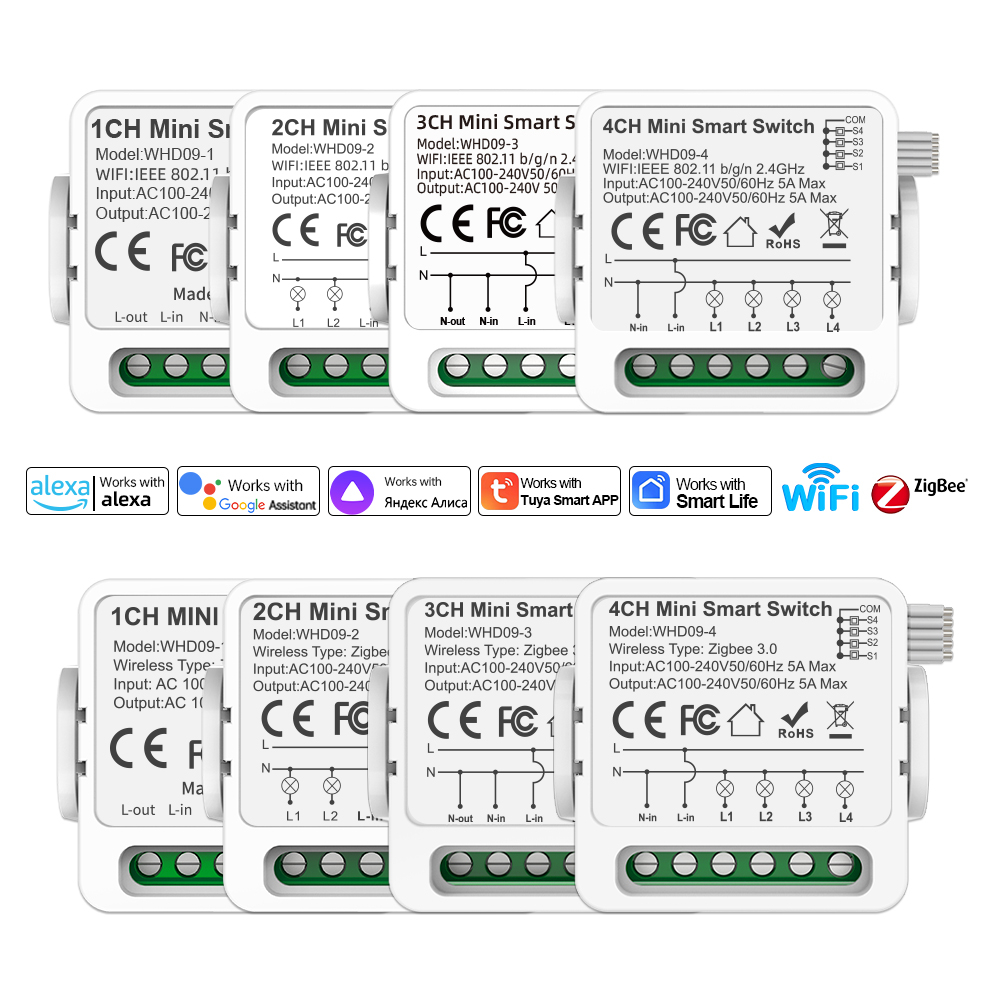 1CH Mini S
Model:WHD09-1
WIFI:IEEE 802.11 b
Input:AC100-240
Output:AC100-2
CE FC
Made
L-out L-in N-
2CH Mini S
Model:WHD09-2
WIFI:IEEE 802.11 b
Input:AC100-240
Output:AC100-2
CE FC
L
N
L1 L2 L-in
3CH Mini Smart S
Model:WHD09-3
WIFI:IEEE 802.11 b/g/n 2.4
Input:AC100-240V50/60H
Output:AC100-240V 50
CE FC
L
N
N-out N-in L-in
4CH Mini Smart Switch
COM
S4
S3
S2
S1
Model:WHD09-4
WIFI:IEEE 802.11 b/g/n 2.4GHz
Input:AC100-240V50/60Hz 5A Max
Output:AC100-240V50/60Hz 5A Max
CE FC RoHS
L
N
N-in L-in L1 L2 L3 L4
alexa Works with alexa
Works with Google Assistant
Works with Яндекс Алиса
Works with Tuya Smart APP
Works with Smart Life
WiFi
ZigBee®
1CH MINI
Model:WHD09-
Wireless Type:
Input: AC 100
Output:AC 10
CE F
Ma
L-out L-in
2CH Mini S
Model:WHD09-2
Wireless Type: Zigbe
Input:AC100-240V50
Output:AC100-240
CE FC
L
N
L1 L2 L-in
3CH Mini Smart
Model:WHD09-3
Wireless Type: Zigbee
Input:AC100-240V50/60
Output:AC100-240V
CE FC
L
N
N-out N-in L-in
4CH Mini Smart Switch
COM
S4
S3
S2
S1
Model:WHD09-4
Wireless Type: Zigbee 3.0
Input:AC100-240V50/60Hz 5A Max
Output:AC100-240V50/60Hz 5A Max
CE FC RoHS
L
N
N-in L-in L1 L2 L3 L4